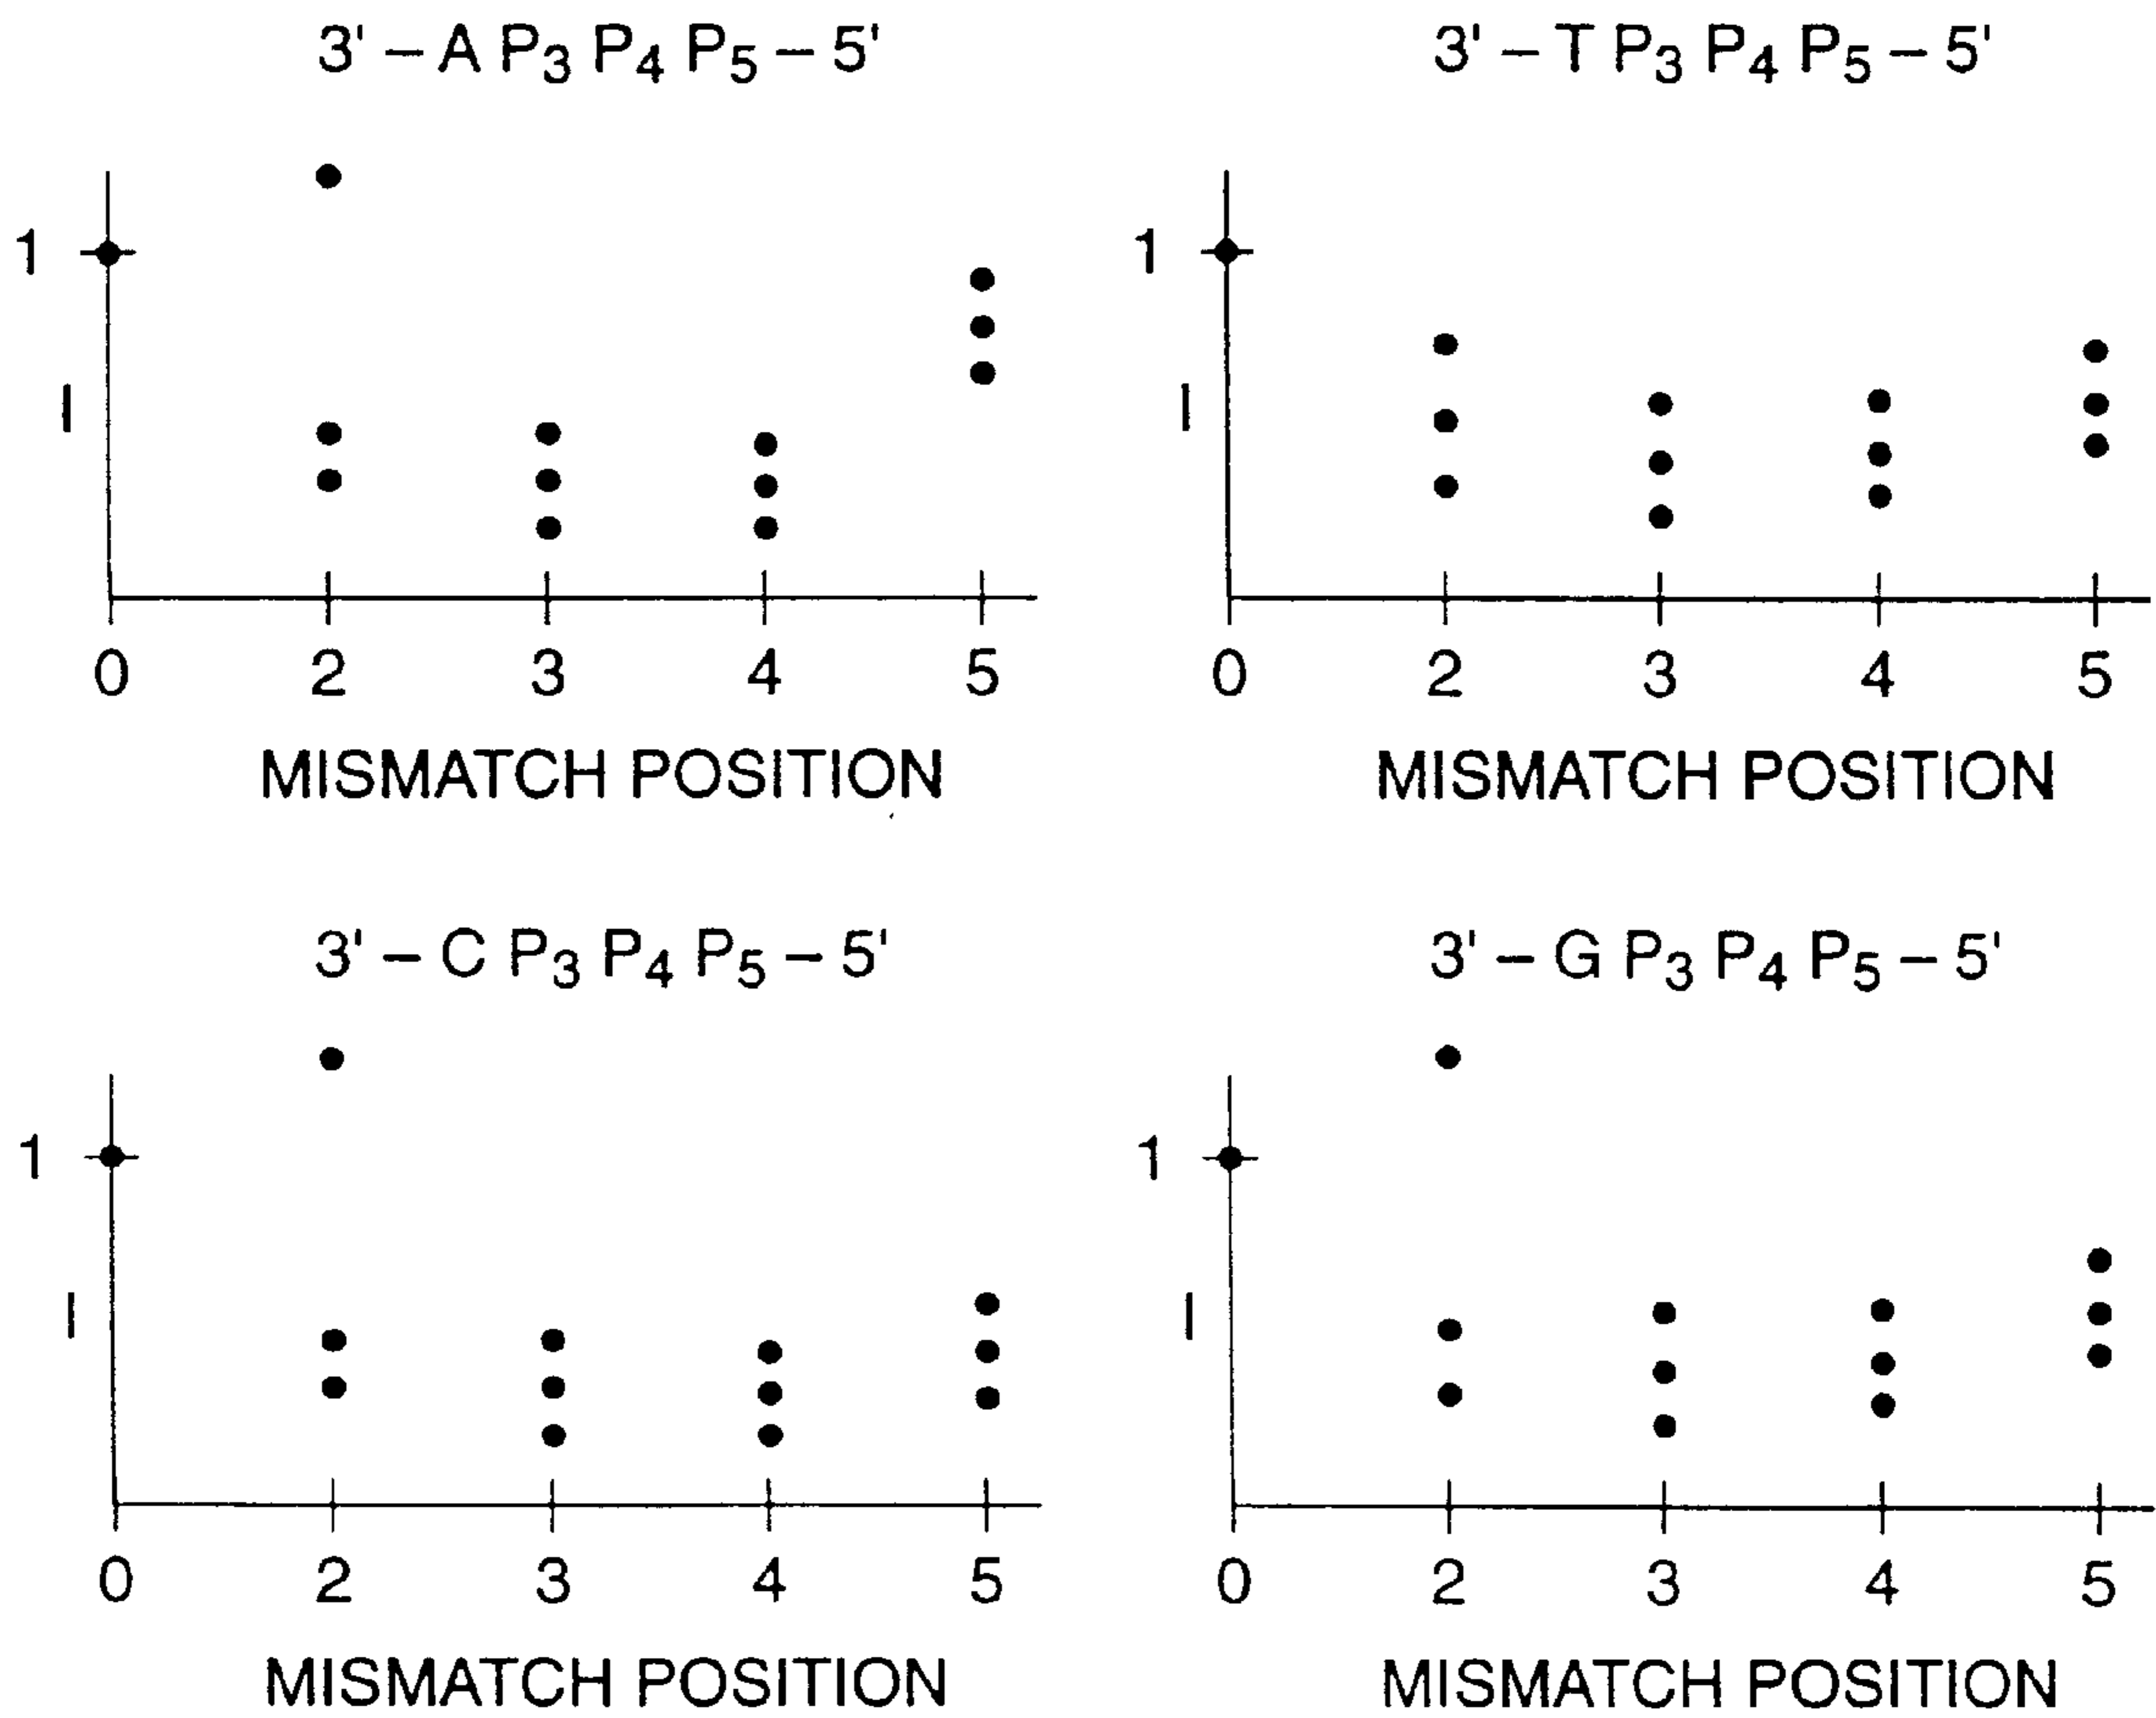 3' – A P₃ P₄ P₅ – 5'
1
I
0 2 3 4 5
MISMATCH POSITION
3' – T P₃ P₄ P₅ – 5'
1
I
0 2 3 4 5
MISMATCH POSITION
3' – C P₃ P₄ P₅ – 5'
1
I
0 2 3 4 5
MISMATCH POSITION
3' – G P₃ P₄ P₅ – 5'
1
I
0 2 3 4 5
MISMATCH POSITION